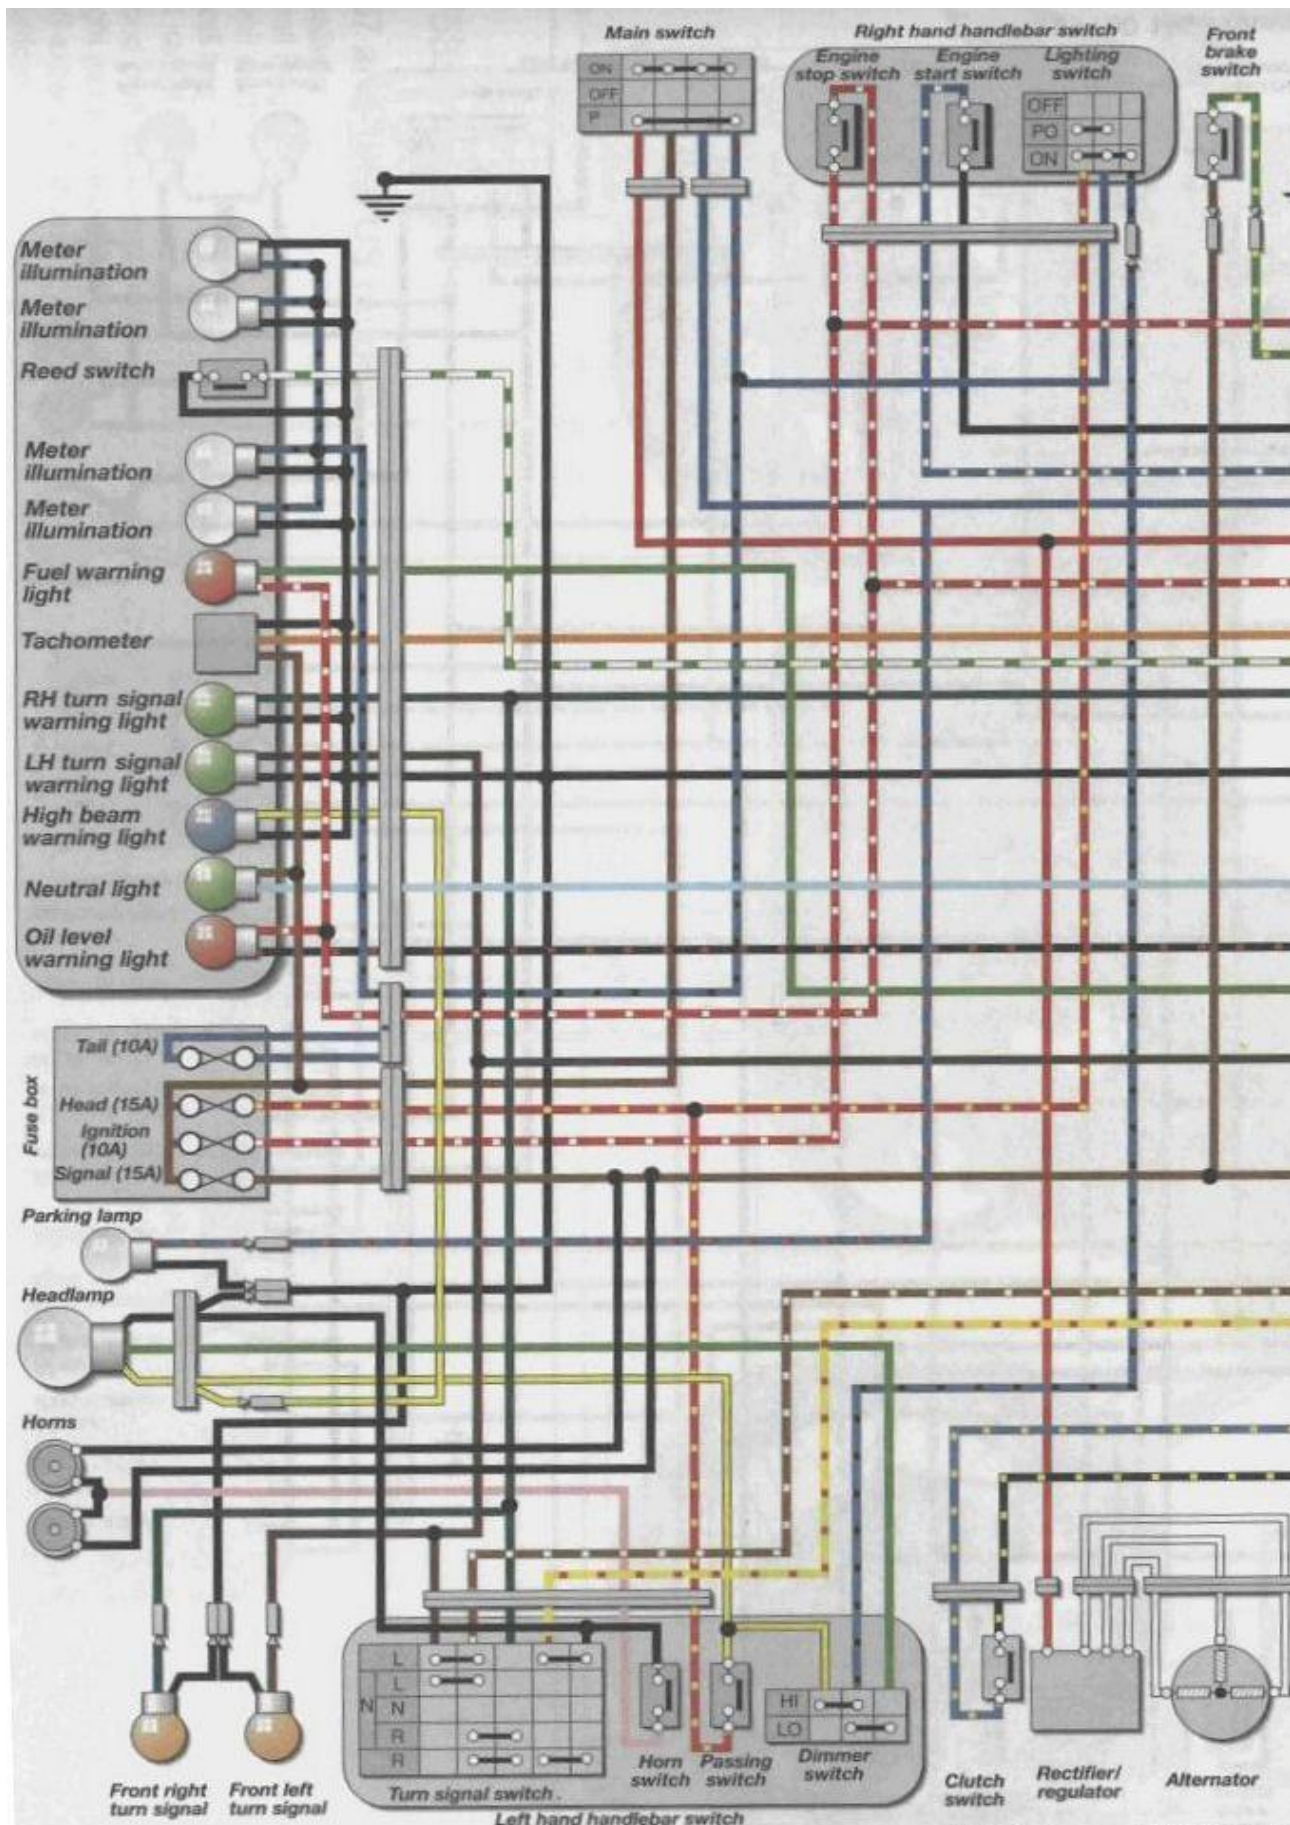 Main switch
ON
OFF
P
Right hand handlebar switch
Engine
stop switch
Engine
start switch
Lighting
switch
OFF
PO
ON
Front
brake
switch
Meter
illumination
Meter
illumination
Reed switch
Meter
illumination
Meter
illumination
Fuel warning
light
Tachometer
RH turn signal
warning light
LH turn signal
warning light
High beam
warning light
Neutral light
Oil level
warning light
Fuse box
Tail (10A)
Head (15A)
Ignition
(10A)
Signal (15A)
Parking lamp
Headlamp
Horns
Front right
turn signal
Front left
turn signal
L
L
N
N
R
R
Turn signal switch .
Horn
switch
Passing
switch
HI
LO
Dimmer
switch
Left hand handlebar switch
Clutch
switch
Rectifier/
regulator
Alternator